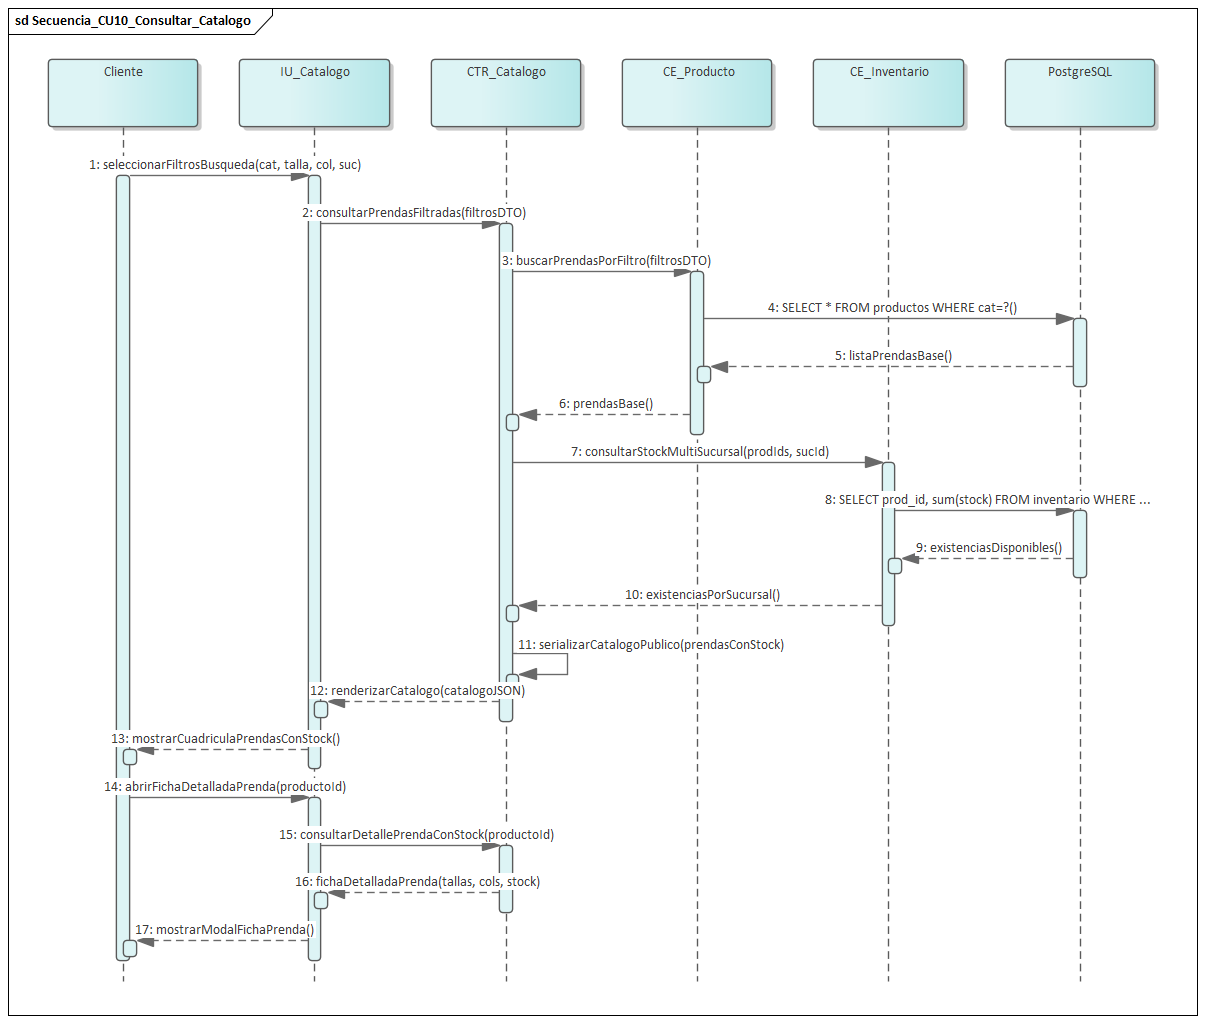 sd Secuencia_CU10_Consultar_Catalogo
Cliente
IU_Catalogo
CTR_Catalogo
CE_Producto
CE_Inventario
PostgreSQL
1: seleccionarFiltrosBusqueda(cat, talla, col, suc)
2: consultarPrendasFiltradas(filtrosDTO)
3: buscarPrendasPorFiltro(filtrosDTO)
4: SELECT * FROM productos WHERE cat=?()
5: listaPrendasBase()
6: prendasBase()
7: consultarStockMultiSucursal(prodIds, sucId)
8: SELECT prod_id, sum(stock) FROM inventario WHERE ...
9: existenciasDisponibles()
10: existenciasPorSucursal()
11: serializarCatalogoPublico(prendasConStock)
12: renderizarCatalogo(catalogoJSON)
13: mostrarCuadriculaPrendasConStock()
14: abrirFichaDetalladaPrenda(productoId)
15: consultarDetallePrendaConStock(productoId)
16: fichaDetalladaPrenda(tallas, cols, stock)
17: mostrarModalFichaPrenda()